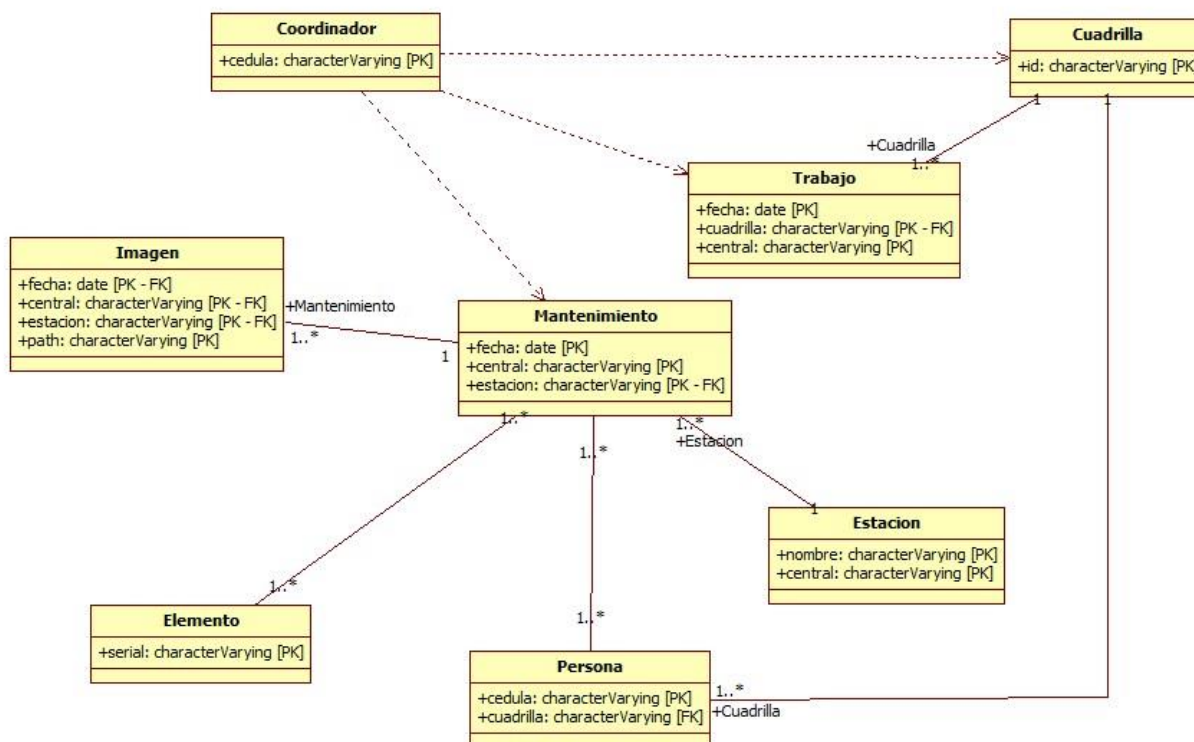 Coordinador
+cedula: characterVarying [PK]
Cuadrilla
+id: characterVarying [PK]
1
1
+Cuadrilla
1..*
Trabajo
+fecha: date [PK]
+cuadrilla: characterVarying [PK - FK]
+central: characterVarying [PK]
Imagen
+fecha: date [PK - FK]
+central: characterVarying [PK - FK]
+estacion: characterVarying [PK - FK]
+path: characterVarying [PK]
+Mantenimiento
1..*
1
Mantenimiento
+fecha: date [PK]
+central: characterVarying [PK]
+estacion: characterVarying [PK - FK]
1..*
1..*
1..*
+Estacion
1
Estacion
+nombre: characterVarying [PK]
+central: characterVarying [PK]
1..*
Elemento
+serial: characterVarying [PK]
1..*
Persona
+cedula: characterVarying [PK]
+cuadrilla: characterVarying [FK]
1..*
+Cuadrilla